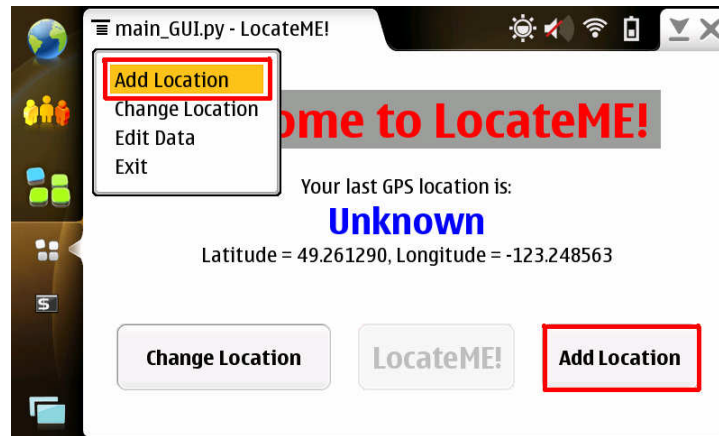 main_GUI.py - LocateME!
Add Location
Change Location
Edit Data
Exit
ome to LocateME!
Your last GPS location is:
Unknown
Latitude = 49.261290, Longitude = -123.248563
Change Location
LocateME!
Add Location